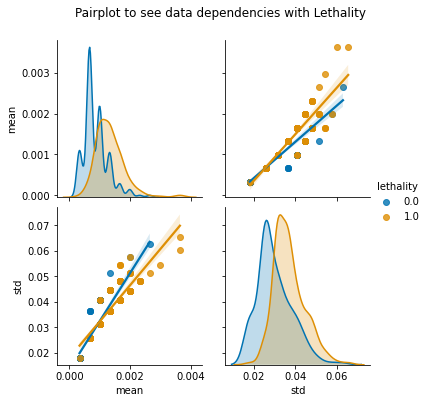 Pairplot to see data dependencies with Lethality
0.003
0.002
0.001
0.000
mean
lethality
0.0
1.0
0.07
0.06
0.05
0.04
0.03
0.02
std
0.000 0.002 0.004
mean
0.02 0.04 0.06
std